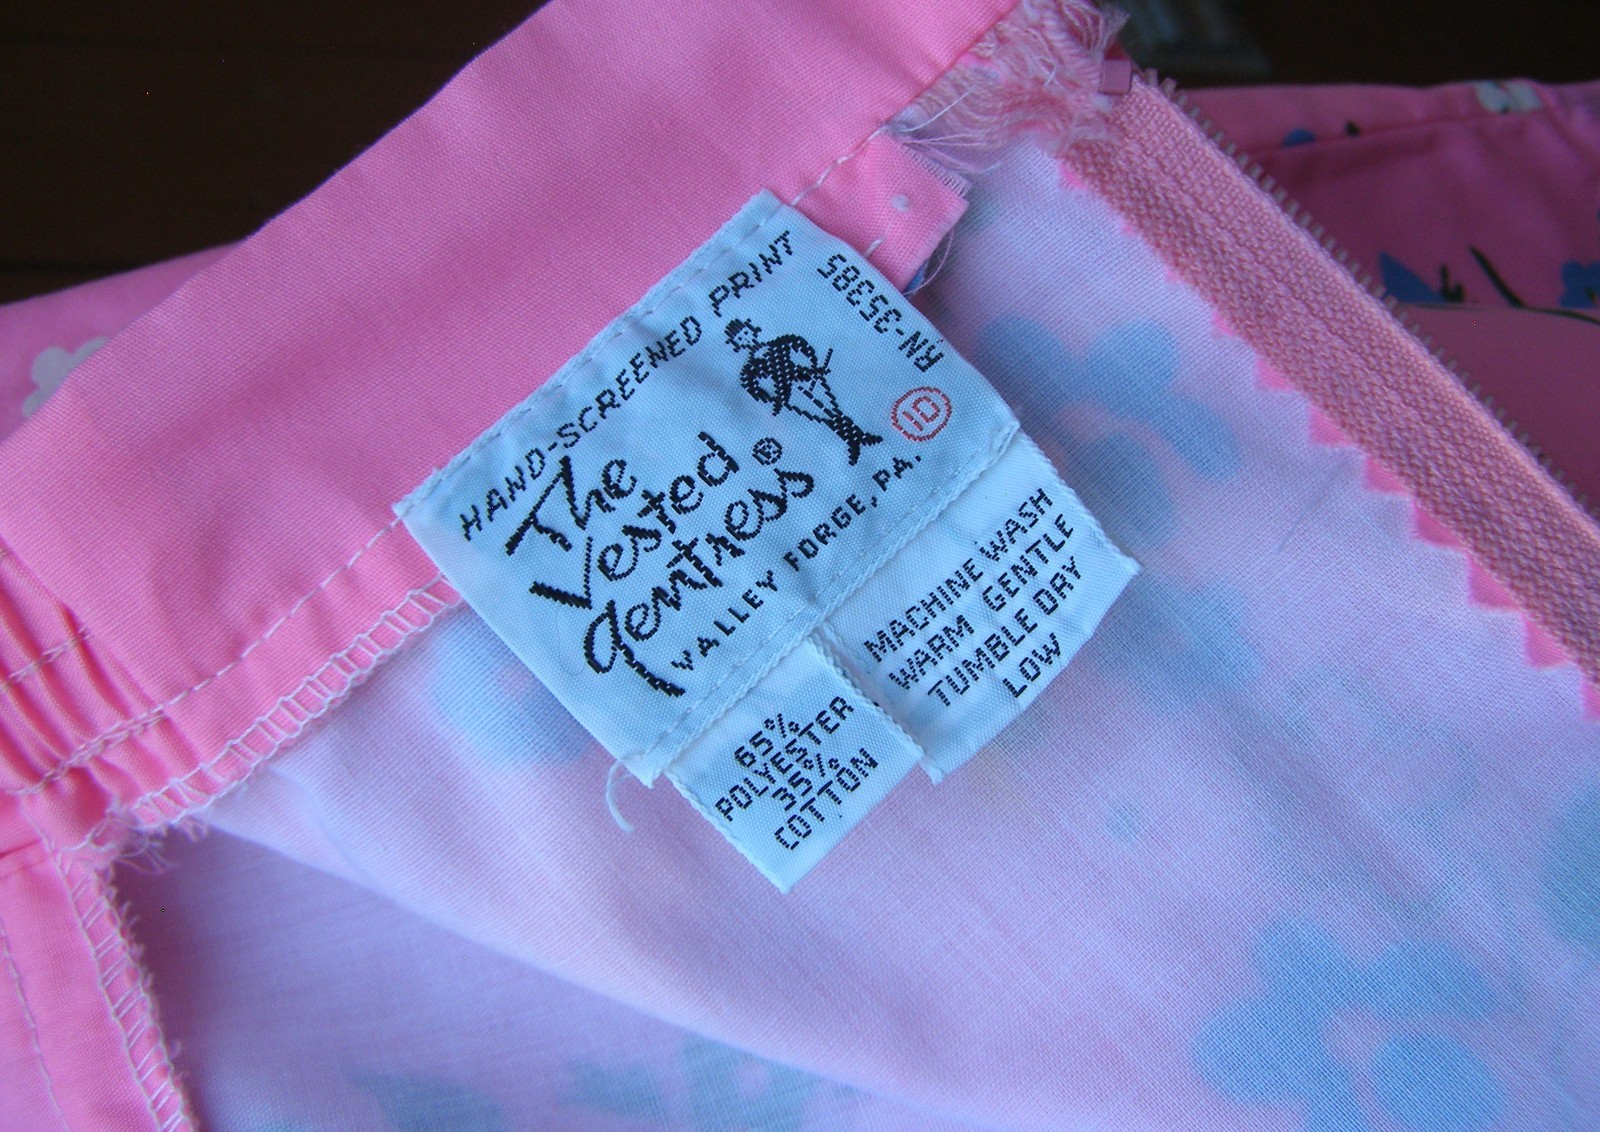 HAND-SCREENED PRINT
RN-35385
The
Vested
gentress®
10
VALLEY FORGE, PA.
MACHINE WASH
WARM GENTLE
TUMBLE DRY
LOW
65%
POLYESTER
35%
COTTON